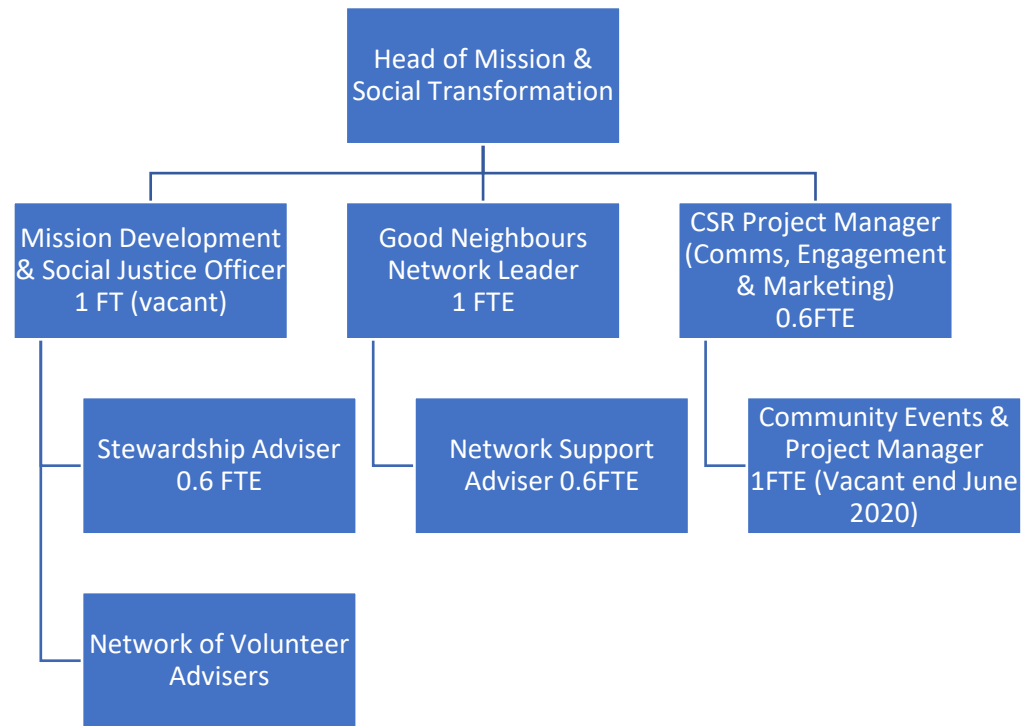 Head of Mission &
Social Transformation
Mission Development
& Social Justice Officer
1 FT (vacant)
Good Neighbours
Network Leader
1 FTE
CSR Project Manager
(Comms, Engagement
& Marketing)
0.6FTE
Stewardship Adviser
0.6 FTE
Network Support
Adviser 0.6FTE
Community Events &
Project Manager
1FTE (Vacant end June
2020)
Network of Volunteer
Advisers